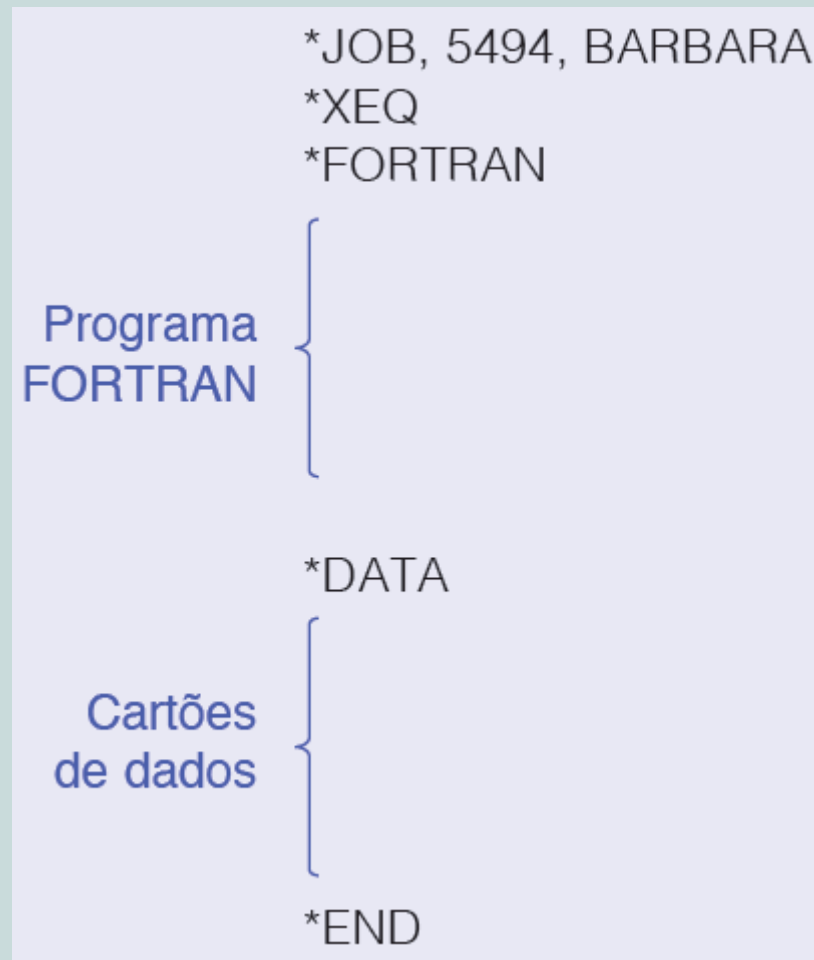 *JOB, 5494, BARBARA
*XEQ
*FORTRAN
Programa
FORTRAN
*DATA
Cartões
de dados
*END